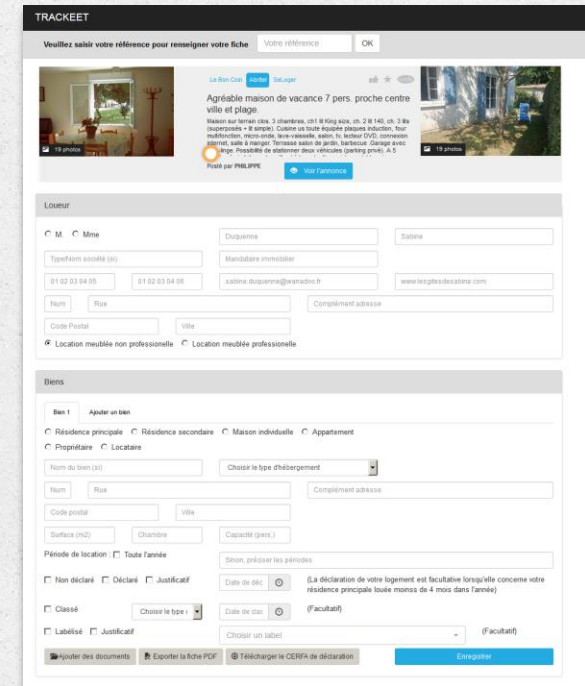 TRACKEET
Veuillez saisir votre référence pour renseigner votre fiche Votre référence OK
Le Bon Coin Abritel SeLoger
Agréable maison de vacance 7 pers. proche centre
ville et plage.
Maison sur terrain clos. 3 chambres, ch1 lit King size, ch. 2 lit 140, ch. 3 lits
(superposés + lit simple). Cuisine us toute équipée plaques induction, four
multifonction, micro-onde, lave-vaisselle, salon, tv, lecteur DVD, connexion
internet, salle à manger. Terrasse salon de jardin, barbecue. Garage avec
Possibilité de stationner deux véhicules (parking privé). A 5
19 photos
19 photos
Posté par PHILIPPE
Voir l'annonce
Loueur
M. Mme Duquenne Sabine
Type/Nom société (si) Mandataire immobilier
01 02 03 04 05 01 02 03 04 06 sabine.duquenne@wanadoo.fr www.lesgitesdesabine.com
Num Rue Complément adresse
Code Postal Ville
Location meublée non professionelle Location meublée professionelle
Biens
Bien 1 Ajouter un bien
Résidence principale Résidence secondaire Maison individuelle Appartement
Propriétaire Locataire
Nom du bien (si) Choisir le type d'hébergement
Num Rue Complément adresse
Code postal Ville
Surface (m2) Chambre Capacité (pers.)
Période de location : Toute l'année Sinon, préciser les périodes
Non déclaré Déclaré Justificatif Date de déc (La déclaration de votre logement est facultative lorsqu'elle concerne votre
résidence principale louée moinss de 4 mois dans l'année)
Classé Choisir le type Date de clas (Facultatif)
Labélisé Justificatif Choisir un label (Facultatif)
Ajouter des documents Exporter la fiche PDF Télécharger le CERFA de déclaration Enregistrer